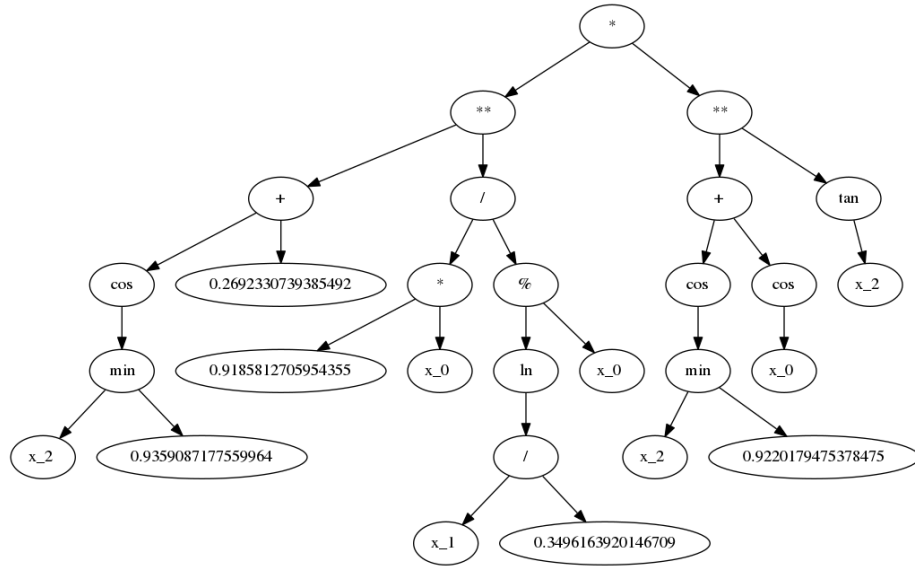 *
** **
+ / + tan
cos 0.2692330739385492 * % cos cos x_2
min 0.9185812705954355 x_0 ln x_0 min x_0
x_2 0.9359087177559964 / x_2 0.9220179475378475
x_1 0.3496163920146709